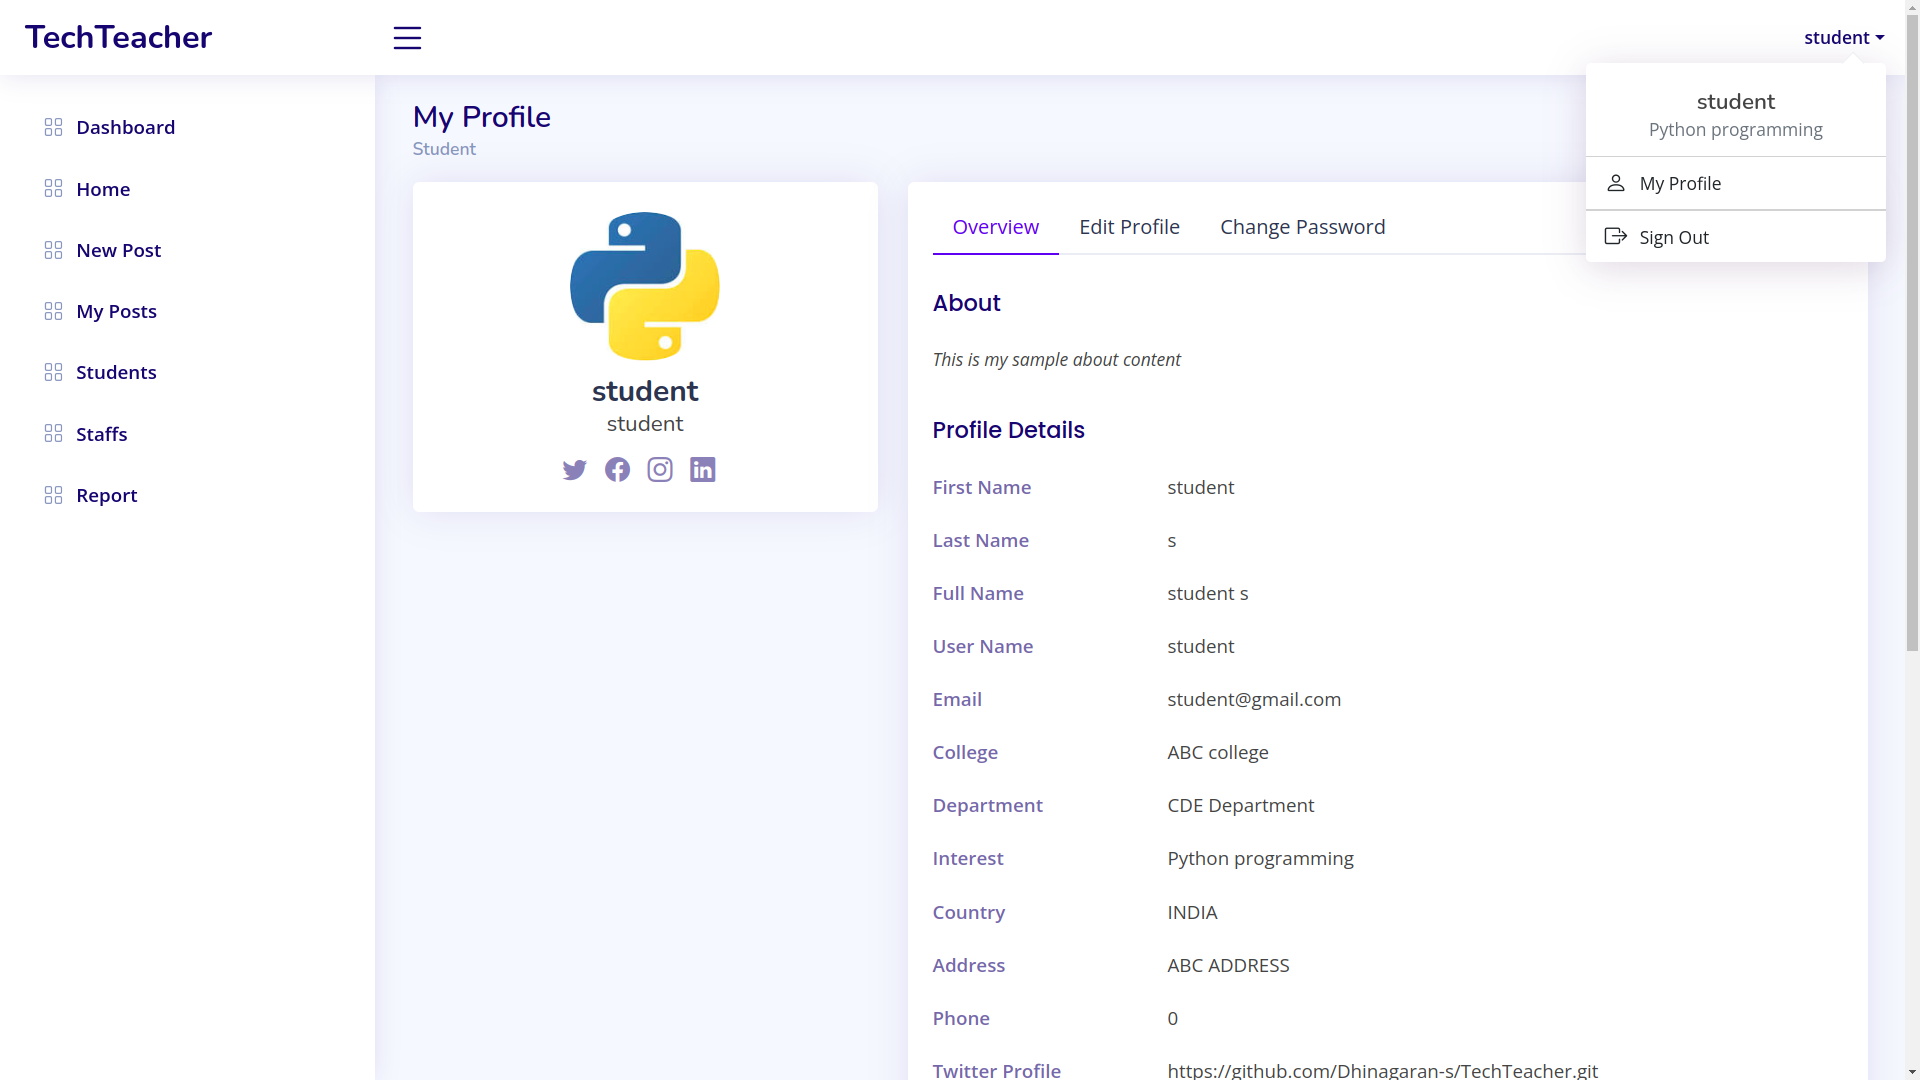 TechTeacher
student
student
Python programming
My Profile
Sign Out
Dashboard
Home
New Post
My Posts
Students
Staffs
Report
My Profile
Student
student
student
Overview
Edit Profile
Change Password
About
This is my sample about content
Profile Details
First Name student
Last Name s
Full Name student s
User Name student
Email student@gmail.com
College ABC college
Department CDE Department
Interest Python programming
Country INDIA
Address ABC ADDRESS
Phone 0
Twitter Profile https://github.com/Dhinagaran-s/TechTeacher.git